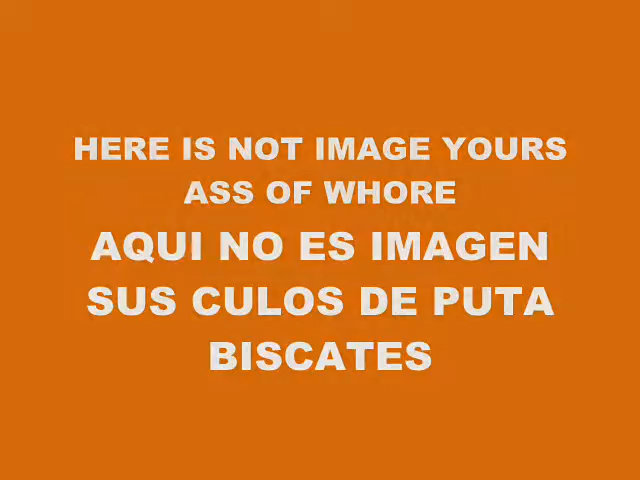 HERE IS NOT IMAGE YOURS
ASS OF WHORE
AQUI NO ES IMAGEN
SUS CULOS DE PUTA
BISCATES